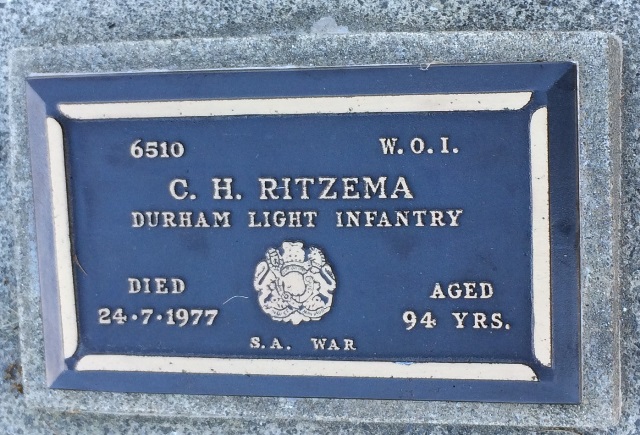 6510 W. O. I.
C. H. RITZEMA
DURHAM LIGHT INFANTRY
DIED AGED
24·7·1977 94 YRS.
S.A. WAR